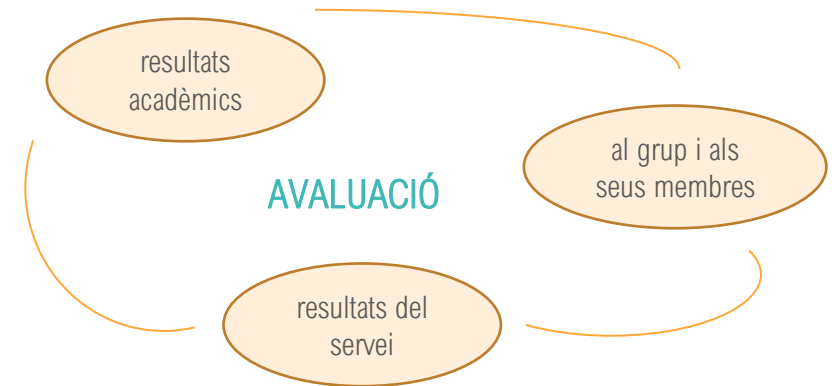 resultats
acadèmics
al grup i als
seus membres
AVALUACIÓ
resultats del
servei